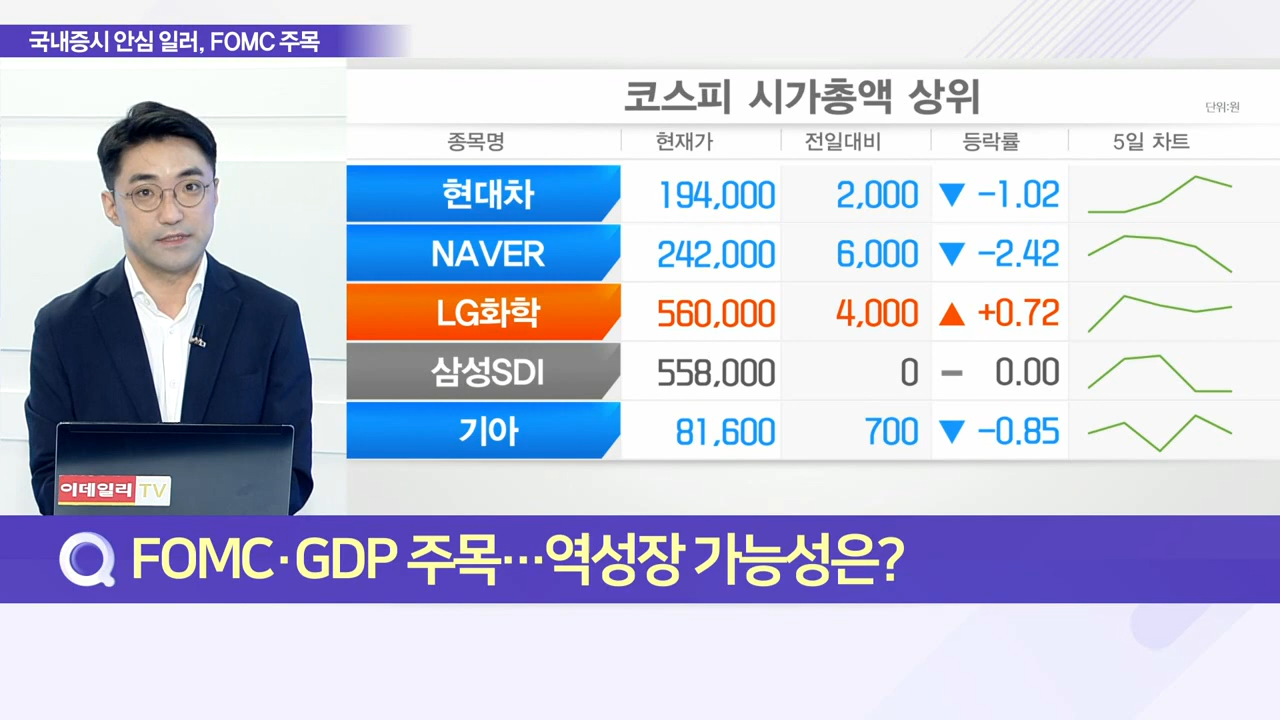 국내증시 안심 일러, FOMC 주목
코스피 시가총액 상위
단위:원
종목명 현재가 전일대비 등락률 5일 차트
현대차 194,000 2,000 ▼ -1.02
NAVER 242,000 6,000 ▼ -2.42
LG화학 560,000 4,000 ▲ +0.72
삼성SDI 558,000 0 - 0.00
기아 81,600 700 ▼ -0.85
이데일리TV
Q FOMC·GDP 주목…역성장 가능성은?